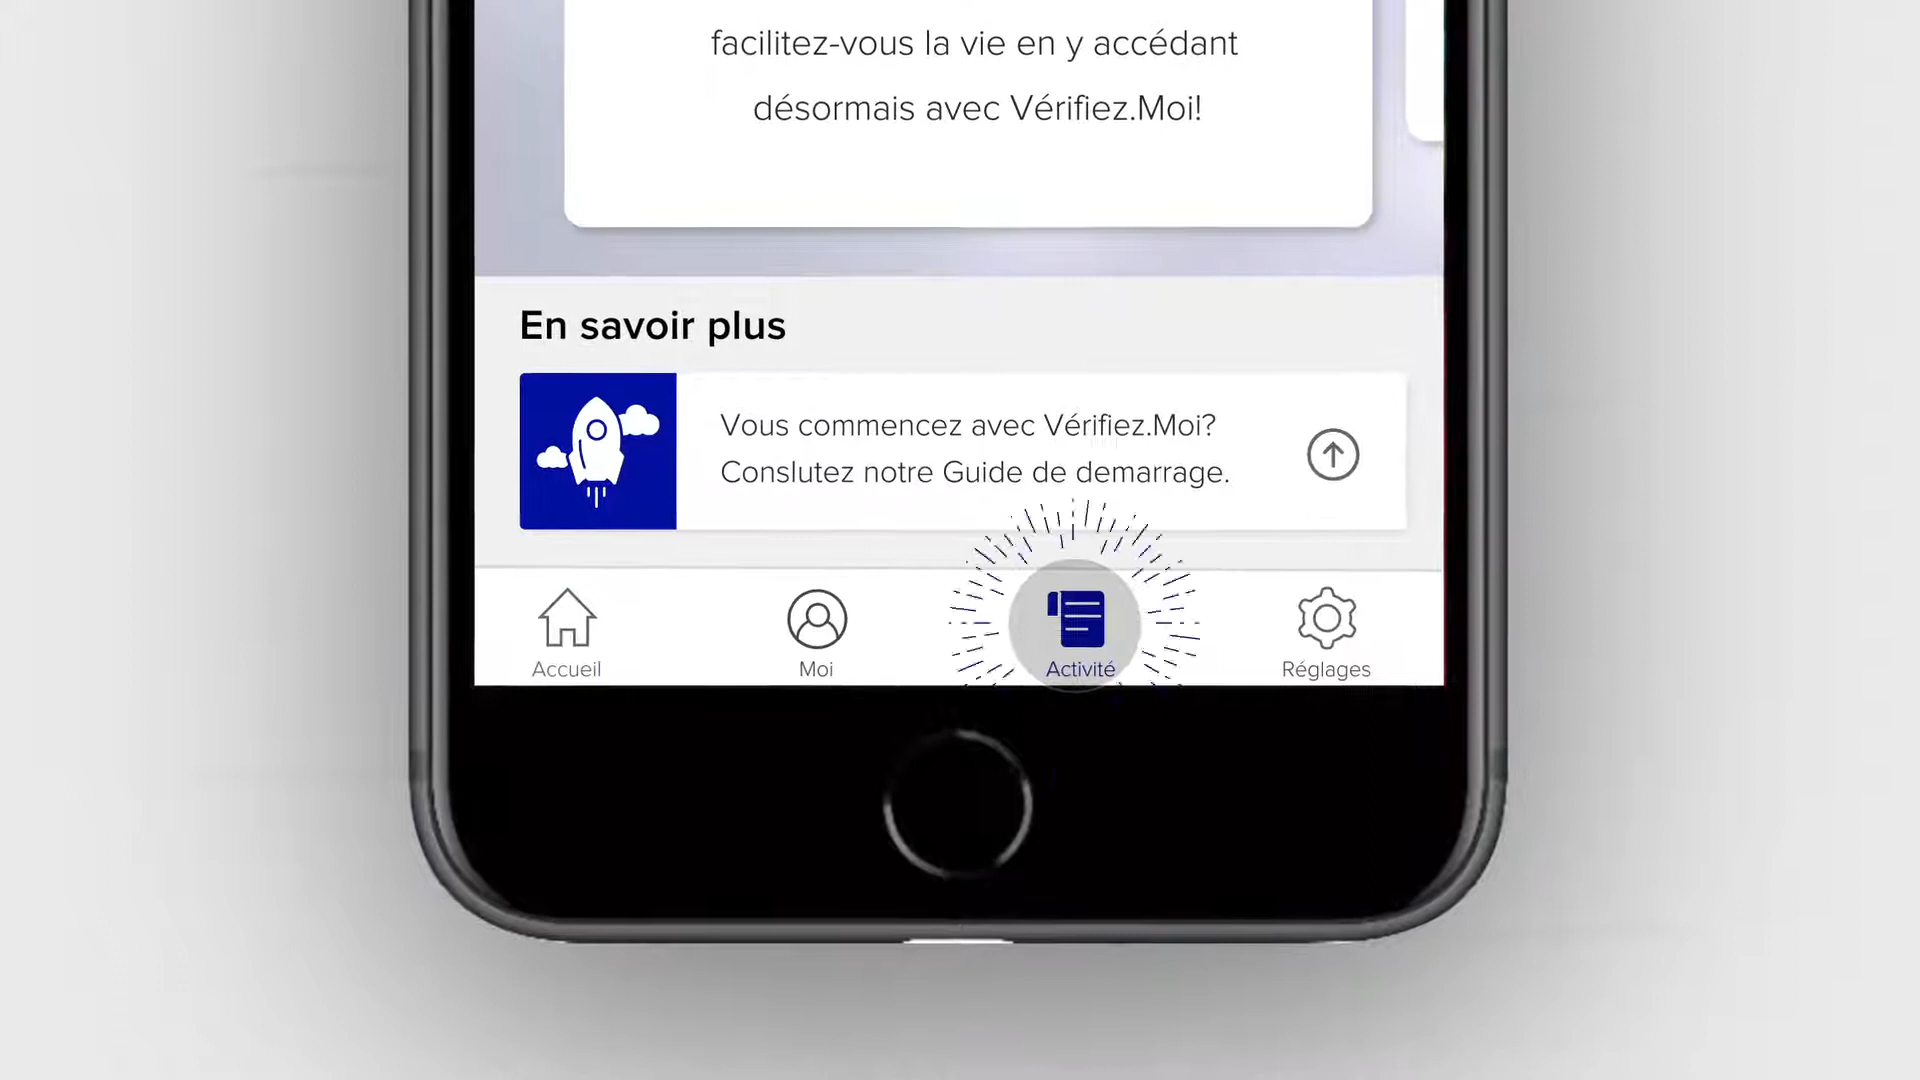 facilitez-vous la vie en y accédant
désormais avec Vérifiez.Moi!
En savoir plus
Vous commencez avec Vérifiez.Moi?
Conslutez notre Guide de demarrage.
Accueil
Moi
Activité
Réglages